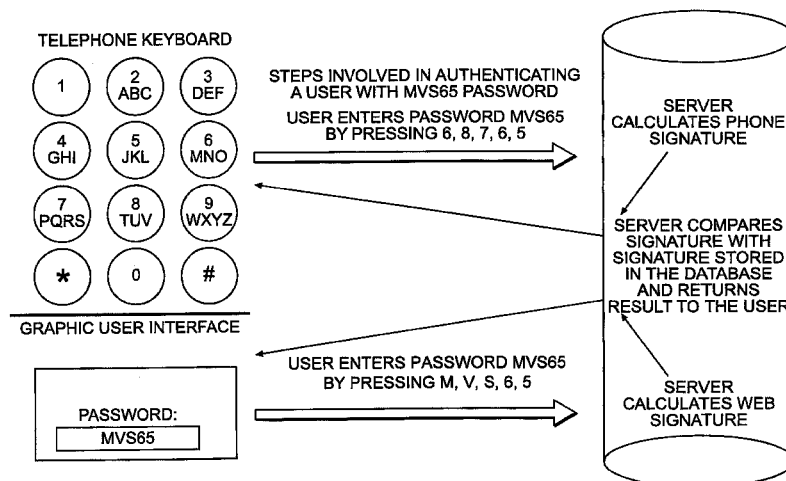 TELEPHONE KEYBOARD
1
2
ABC
3
DEF
4
GHI
5
JKL
6
MNO
7
PQRS
8
TUV
9
WXYZ
*
0
#
GRAPHIC USER INTERFACE
PASSWORD:
MVS65
STEPS INVOLVED IN AUTHENTICATING
A USER WITH MVS65 PASSWORD
USER ENTERS PASSWORD MVS65
BY PRESSING 6, 8, 7, 6, 5
USER ENTERS PASSWORD MVS65
BY PRESSING M, V, S, 6, 5
SERVER
CALCULATES PHONE
SIGNATURE
SERVER COMPARES
SIGNATURE WITH
SIGNATURE STORED
IN THE DATABASE
AND RETURNS
RESULT TO THE USER
SERVER
CALCULATES WEB
SIGNATURE